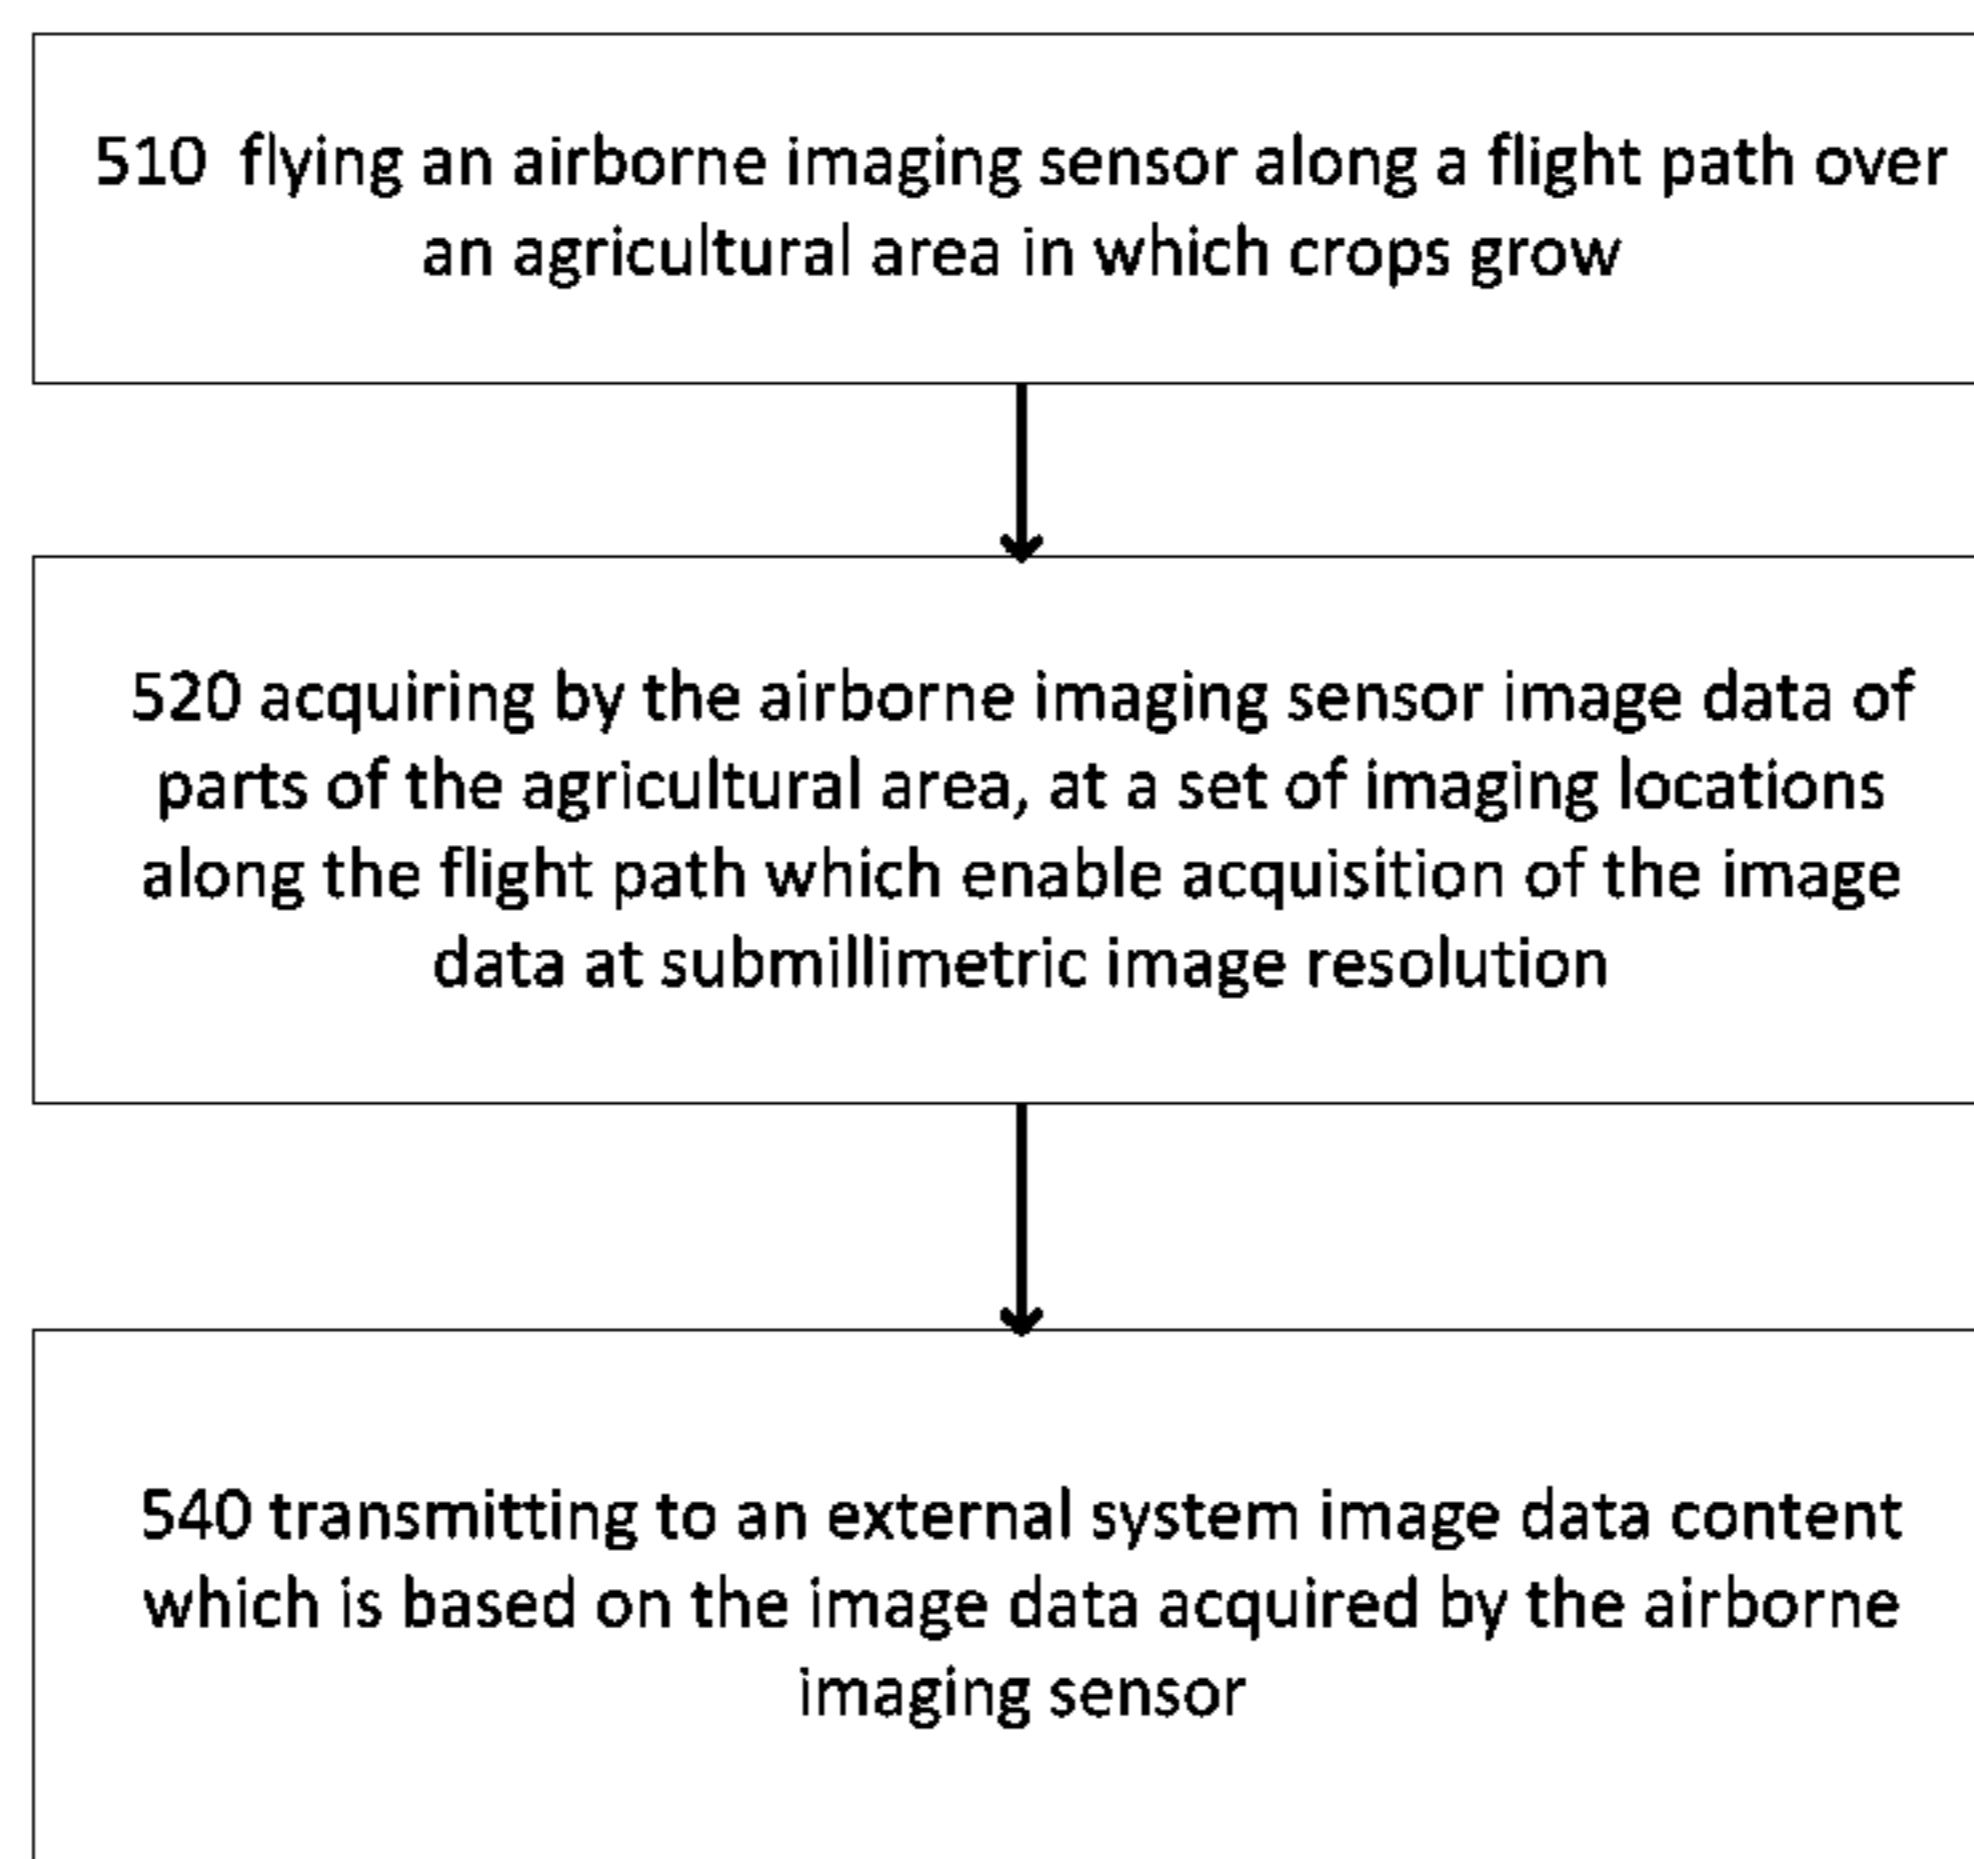 510 flying an airborne imaging sensor along a flight path over
an agricultural area in which crops grow
520 acquiring by the airborne imaging sensor image data of
parts of the agricultural area, at a set of imaging locations
along the flight path which enable acquisition of the image
data at submillimetric image resolution
540 transmitting to an external system image data content
which is based on the image data acquired by the airborne
imaging sensor